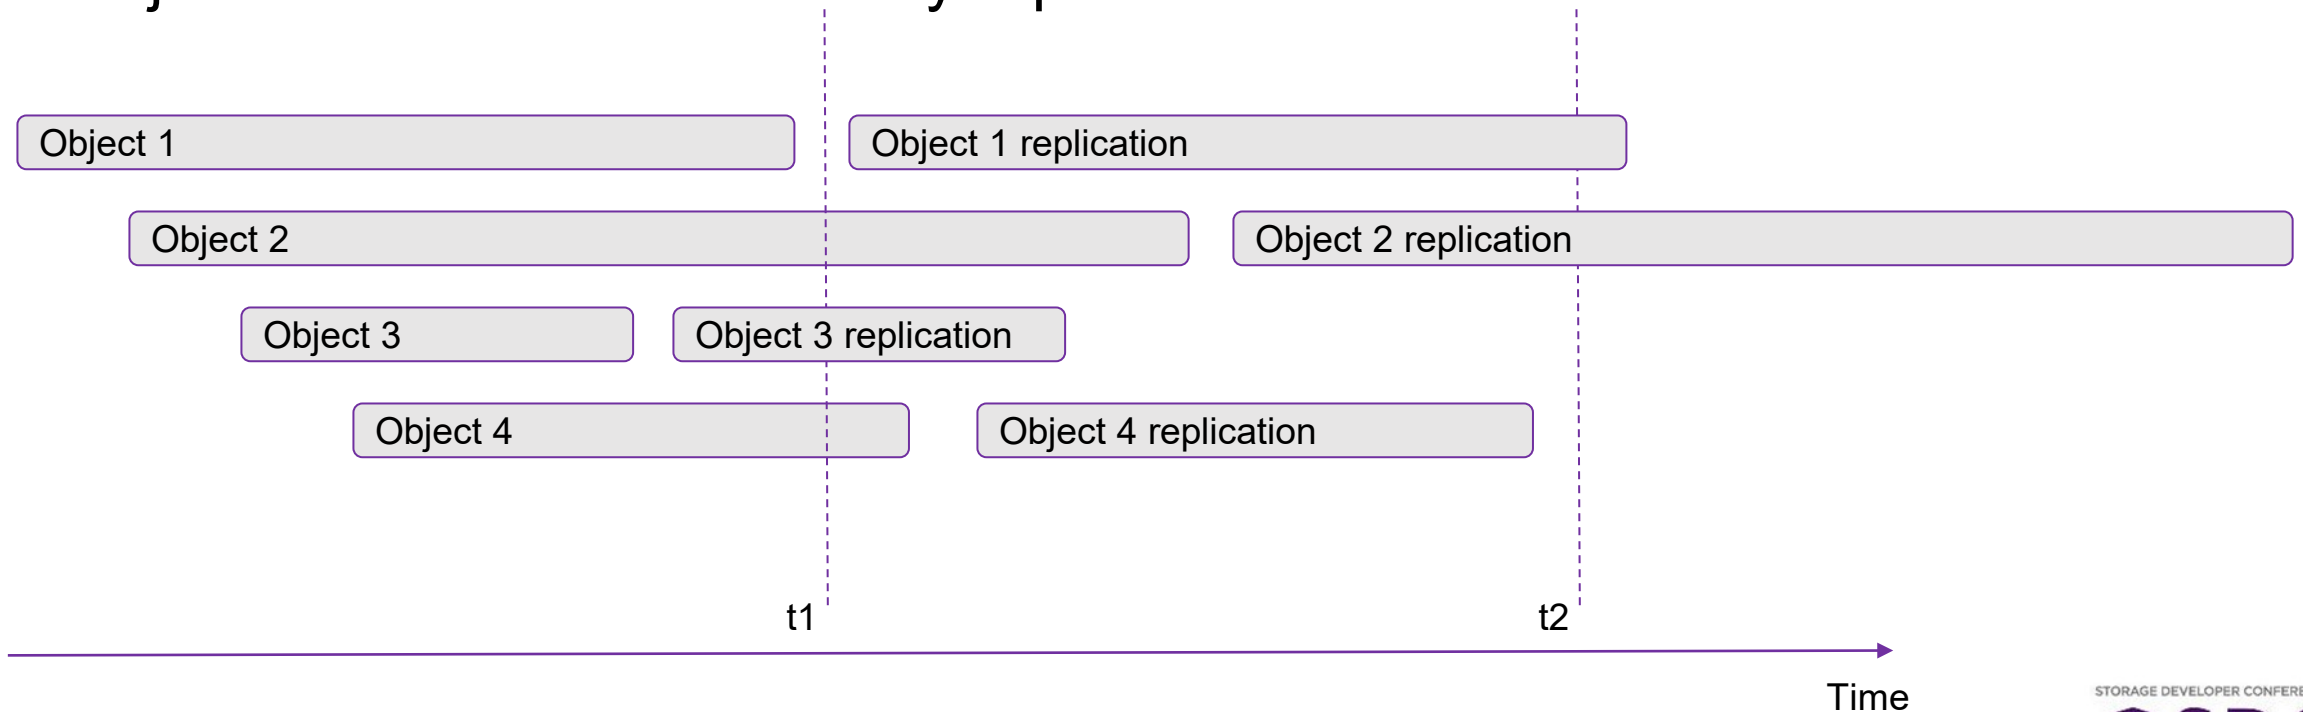 Object 1
Object 1 replication
Object 2
Object 2 replication
Object 3
Object 3 replication
Object 4
Object 4 replication
t1
t2
Time
STORAGE DEVELOPER